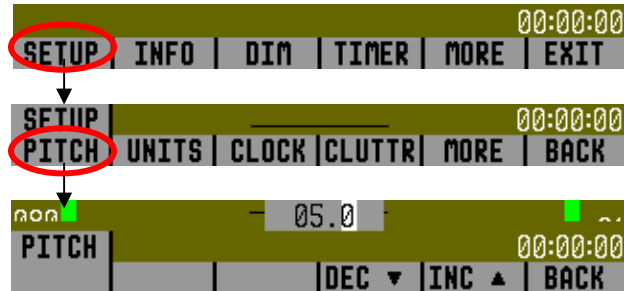 00:00:00
SETUP INFO DIM TIMER MORE EXIT
SETUP 00:00:00
PITCH UNITS CLOCK CLUTTR MORE BACK
05.0
PITCH 00:00:00
DEC ▼ INC ▲ BACK